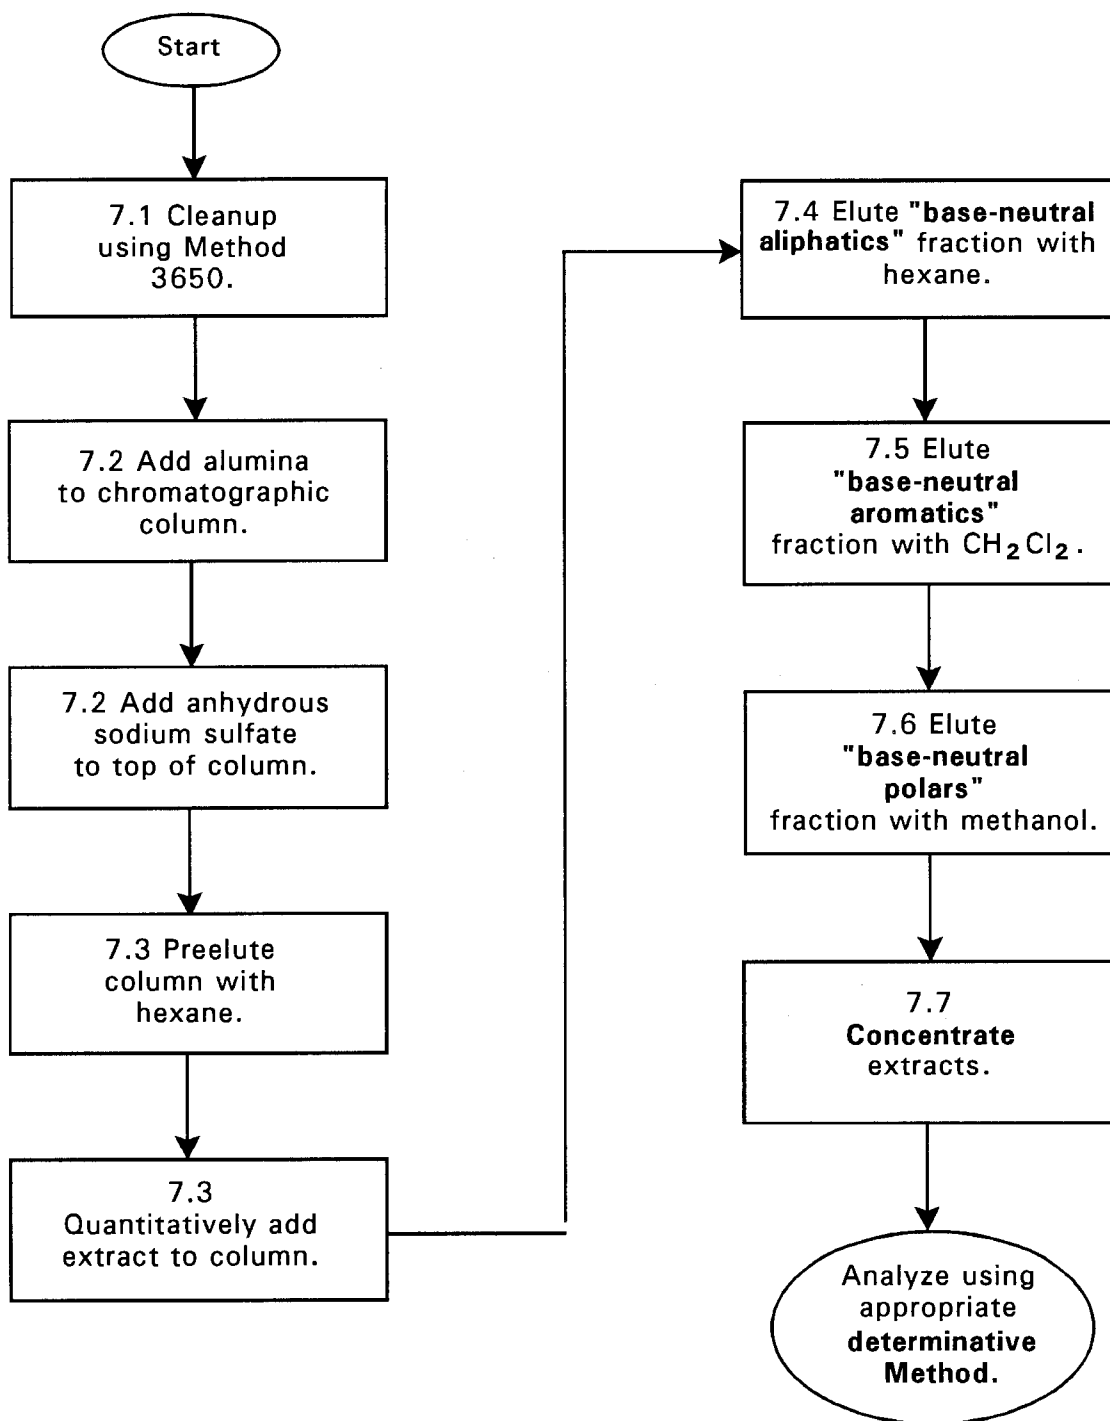 Start
7.1 Cleanup
using Method
3650.
7.2 Add alumina
to chromatographic
column.
7.2 Add anhydrous
sodium sulfate
to top of column.
7.3 Preelute
column with
hexane.
7.3
Quantitatively add
extract to column.
7.4 Elute "base-neutral
aliphatics" fraction with
hexane.
7.5 Elute
"base-neutral
aromatics"
fraction with CH₂Cl₂.
7.6 Elute
"base-neutral
polars"
fraction with methanol.
7.7
Concentrate
extracts.
Analyze using
appropriate
determinative
Method.